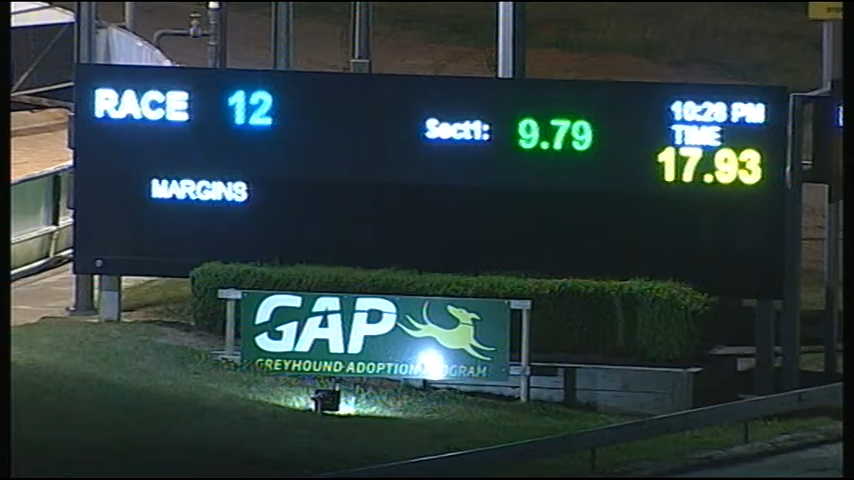 RACE 12
Sect1: 9.79
10:28 PM
TIME
17.93
MARGINS
GAP
GREYHOUND ADOPTION PROGRAM